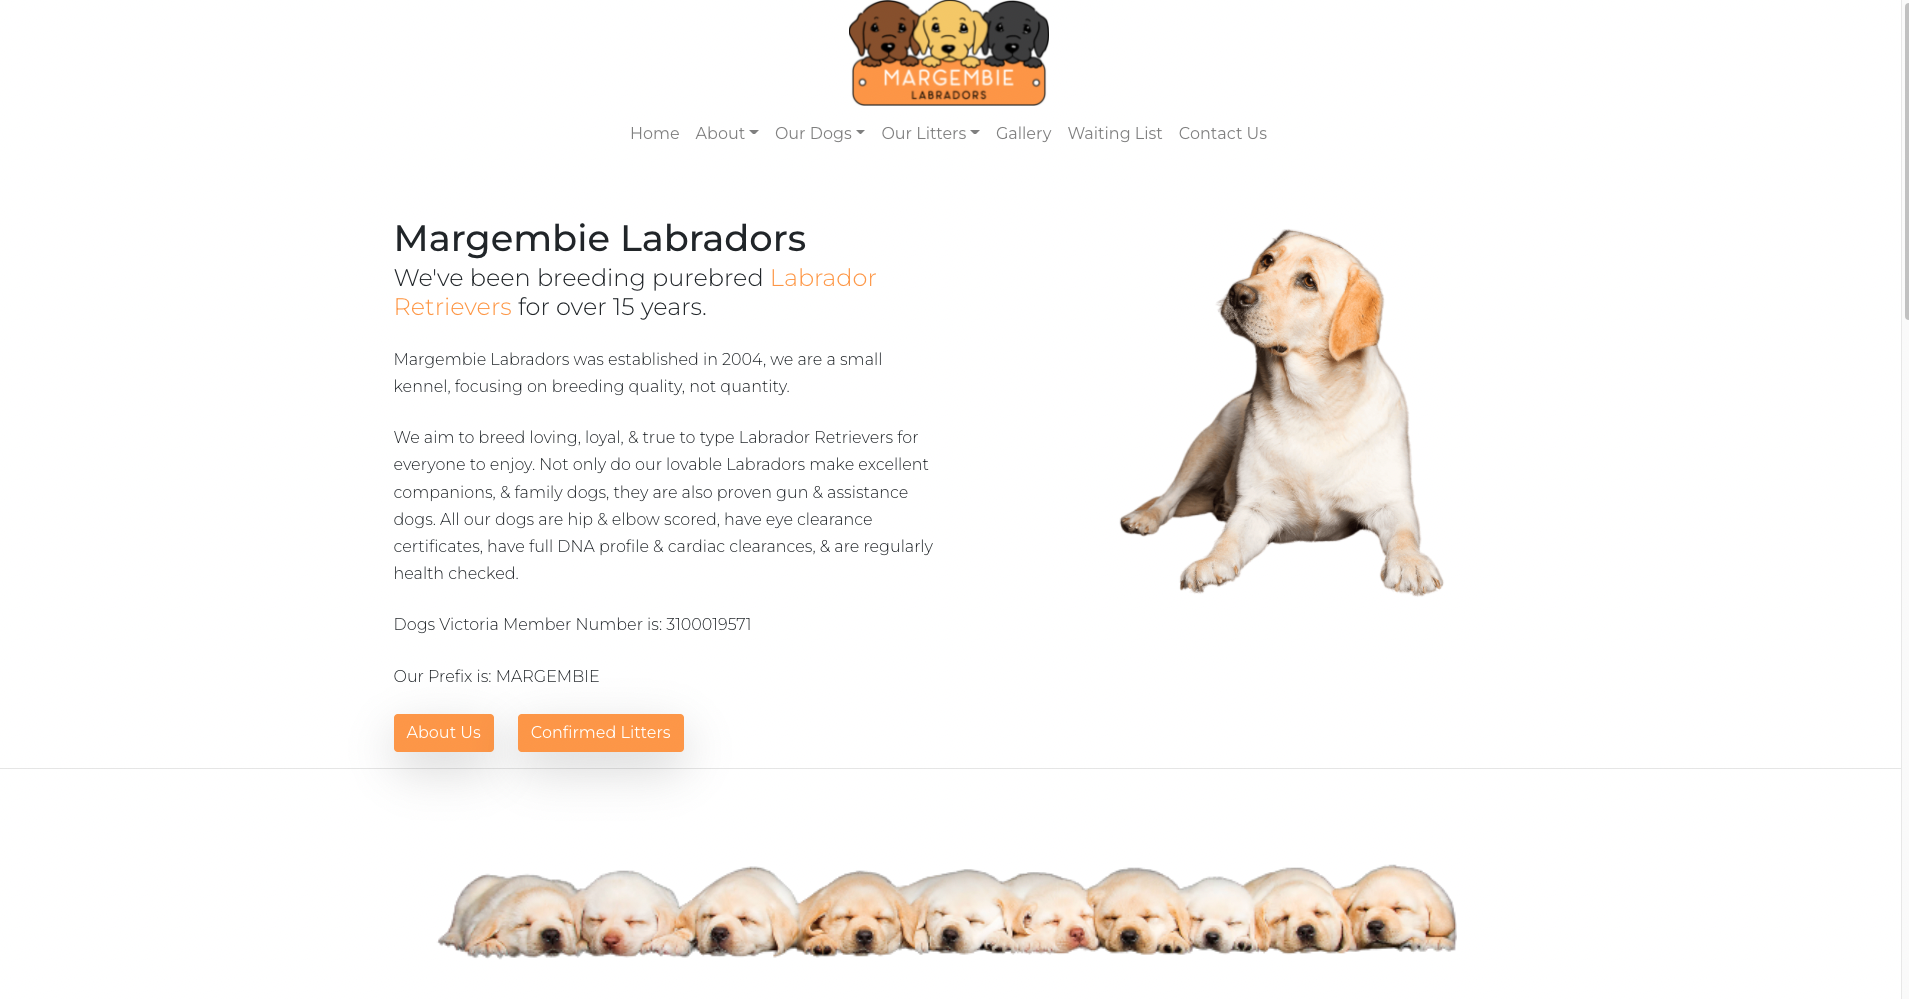 MARGEMBIE
LABRADORS
Home About Our Dogs Our Litters Gallery Waiting List Contact Us
Margembie Labradors
We've been breeding purebred Labrador
Retrievers for over 15 years.
Margembie Labradors was established in 2004, we are a small
kennel, focusing on breeding quality, not quantity.
We aim to breed loving, loyal, & true to type Labrador Retrievers for
everyone to enjoy. Not only do our lovable Labradors make excellent
companions, & family dogs, they are also proven gun & assistance
dogs. All our dogs are hip & elbow scored, have eye clearance
certificates, have full DNA profile & cardiac clearances, & are regularly
health checked.
Dogs Victoria Member Number is: 3100019571
Our Prefix is: MARGEMBIE
About Us Confirmed Litters